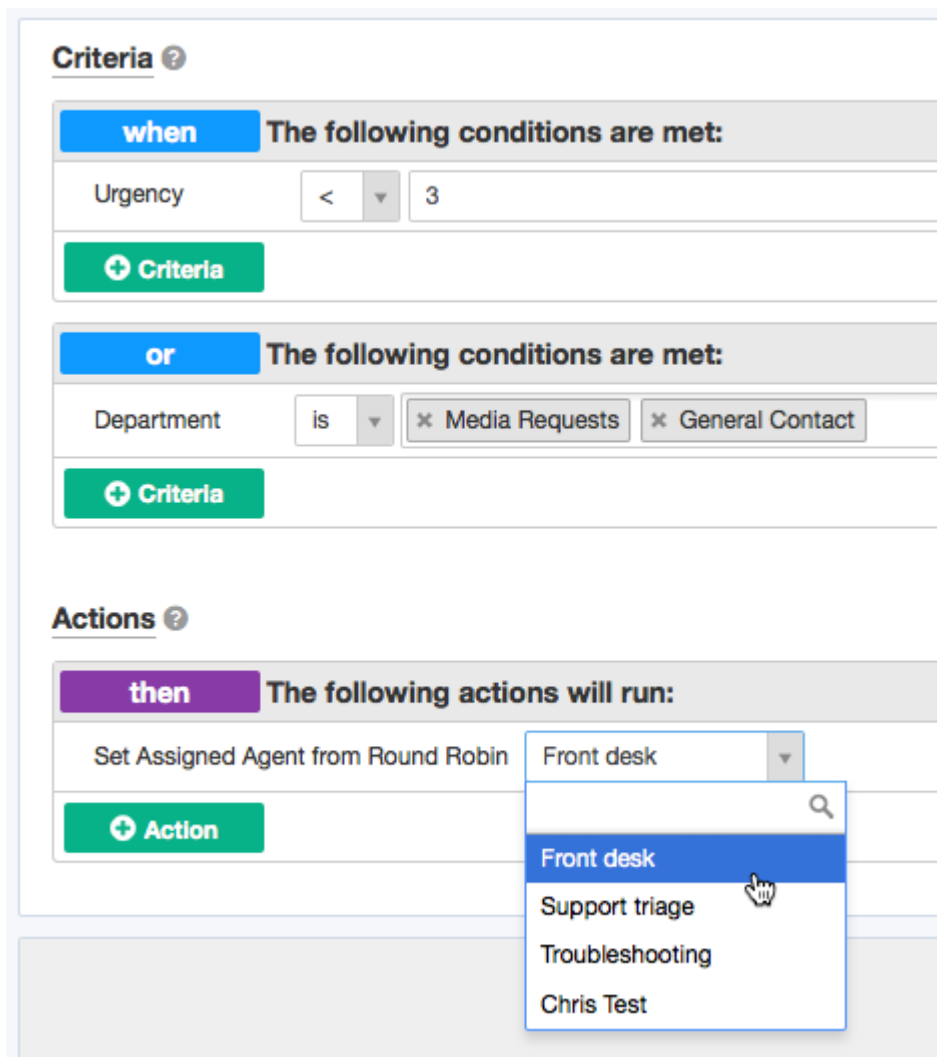 Criteria ?
when The following conditions are met:
Urgency < 3
Criteria
or The following conditions are met:
Department is × Media Requests × General Contact
Criteria
Actions ?
then The following actions will run:
Set Assigned Agent from Round Robin Front desk
Action
Front desk
Support triage
Troubleshooting
Chris Test